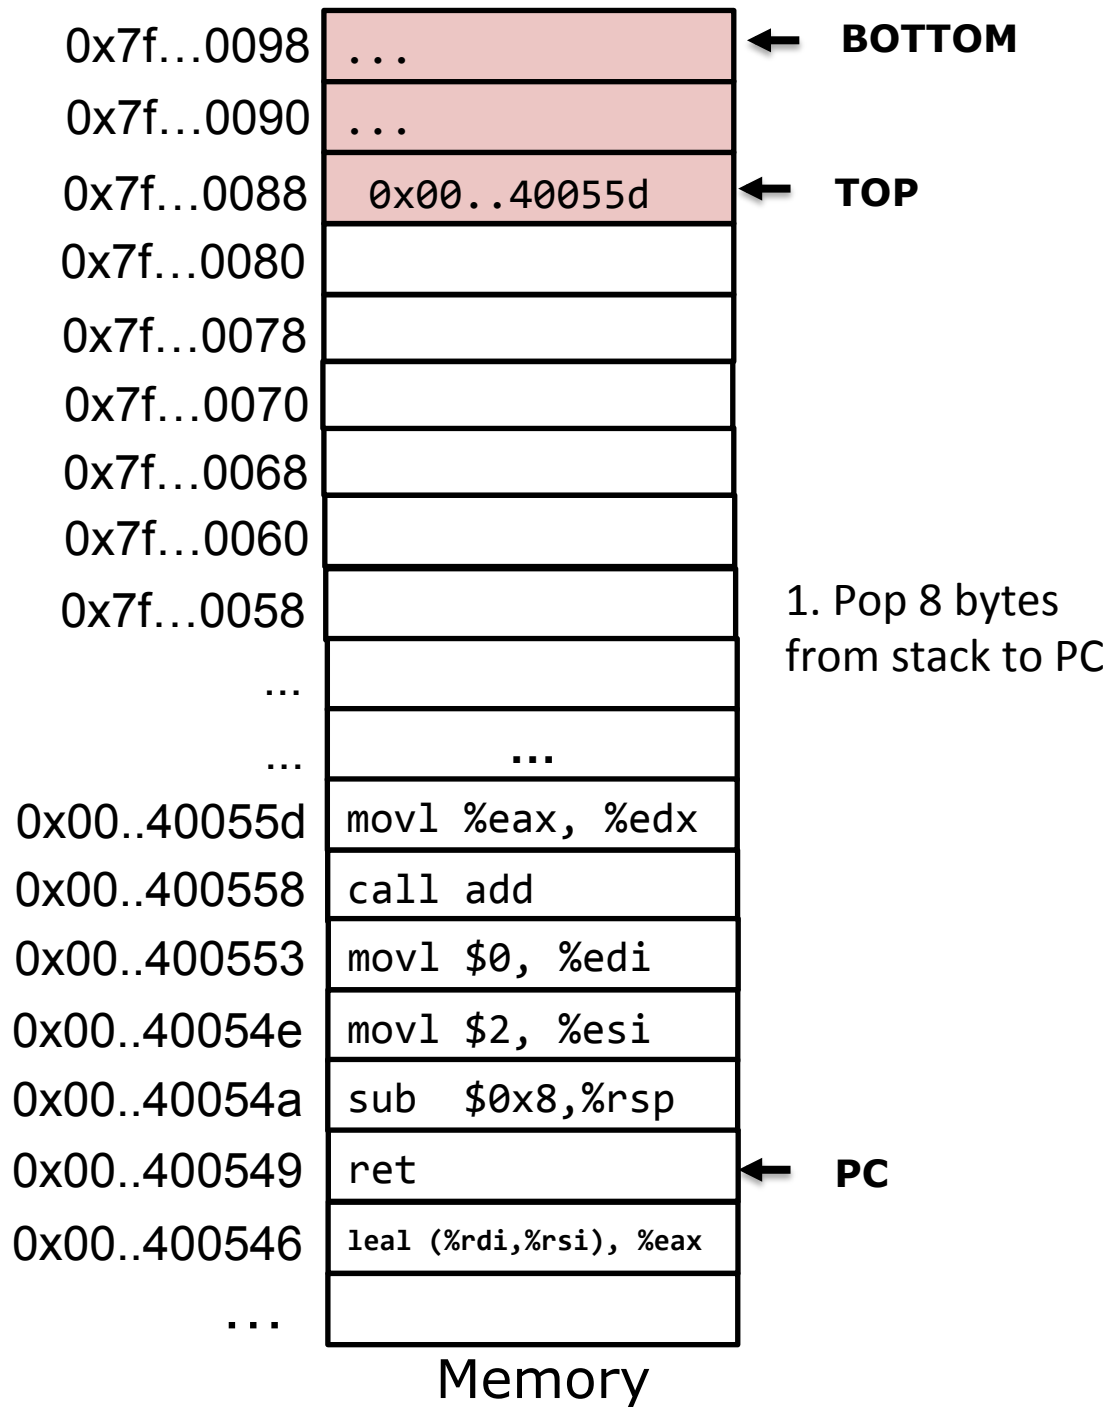 0x7f…0098 ... BOTTOM
0x7f…0090 ...
0x7f…0088 0x00..40055d TOP
0x7f…0080
0x7f…0078
0x7f…0070
0x7f…0068
0x7f…0060
0x7f…0058
1. Pop 8 bytes
from stack to PC
...
... ...
0x00..40055d movl %eax, %edx
0x00..400558 call add
0x00..400553 movl $0, %edi
0x00..40054e movl $2, %esi
0x00..40054a sub $0x8,%rsp
0x00..400549 ret PC
0x00..400546 leal (%rdi,%rsi), %eax
...
Memory